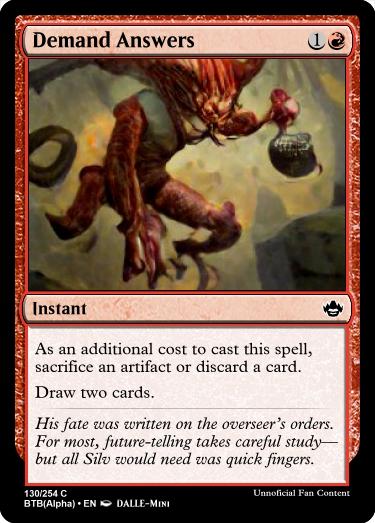 Demand Answers 1
Instant
As an additional cost to cast this spell,
sacrifice an artifact or discard a card.
Draw two cards.
His fate was written on the overseer's orders.
For most, future-telling takes careful study—
but all Silv would need was quick fingers.
130/254 C
Unofficial Fan Content
BTB(Alpha) • EN DALLE-Mini